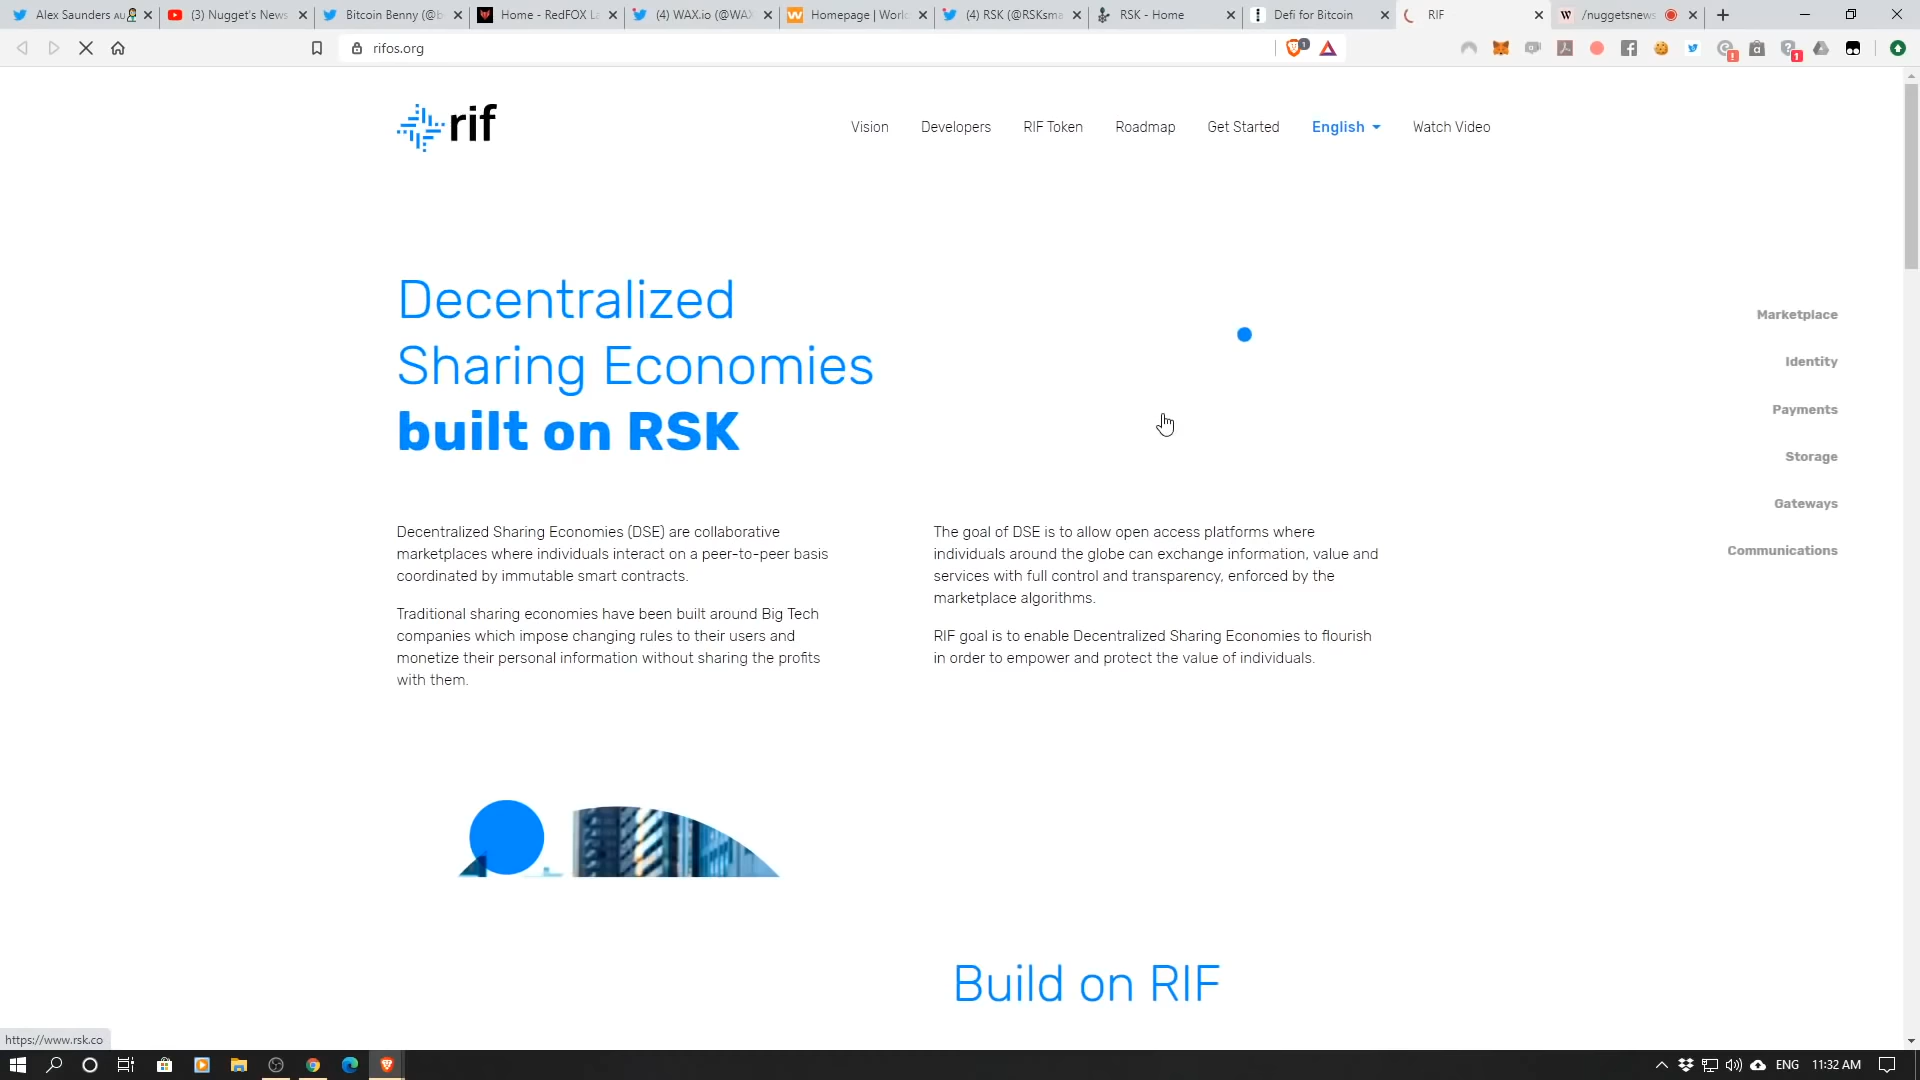 Alex Saunders AU
(3) Nugget's News
Bitcoin Benny (@b
Home - RedFOX La
(4) WAX.io (@WAX
Homepage | World
(4) RSK (@RSKsma
RSK - Home
Defi for Bitcoin
RIF
/nuggetsnews
rifos.org
rif
Vision
Developers
RIF Token
Roadmap
Get Started
English
Watch Video
Decentralized
Sharing Economies
built on RSK
Marketplace
Identity
Payments
Storage
Gateways
Communications
Decentralized Sharing Economies (DSE) are collaborative
marketplaces where individuals interact on a peer-to-peer basis
coordinated by immutable smart contracts.
Traditional sharing economies have been built around Big Tech
companies which impose changing rules to their users and
monetize their personal information without sharing the profits
with them.
The goal of DSE is to allow open access platforms where
individuals around the globe can exchange information, value and
services with full control and transparency, enforced by the
marketplace algorithms.
RIF goal is to enable Decentralized Sharing Economies to flourish
in order to empower and protect the value of individuals.
Build on RIF
https://www.rsk.co
ENG
11:32 AM